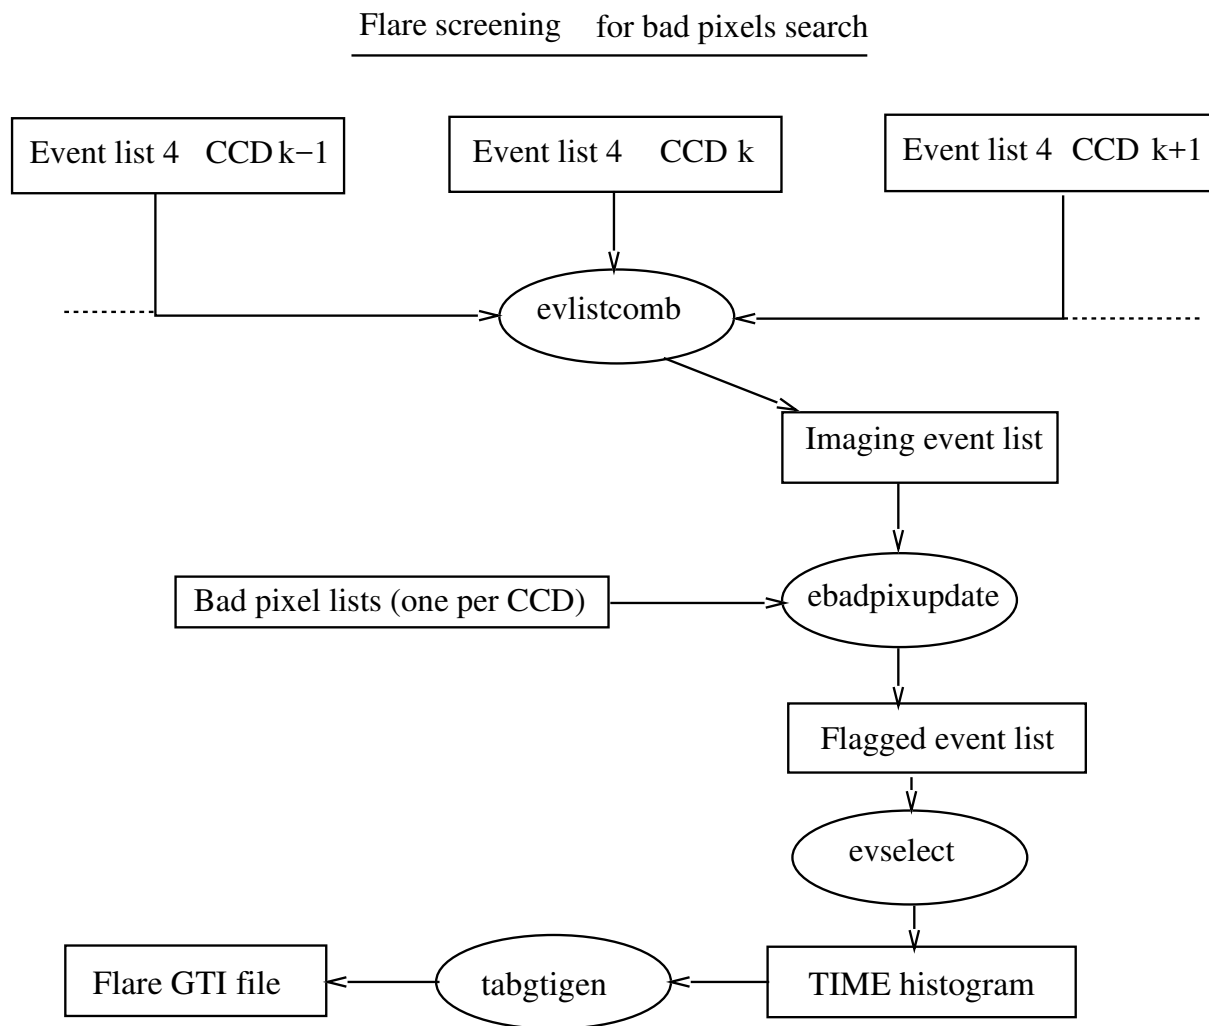 Flare screening for bad pixels search
Event list 4 CCD k−1
Event list 4 CCD k
Event list 4 CCD k+1
evlistcomb
Imaging event list
Bad pixel lists (one per CCD)
ebadpixupdate
Flagged event list
evselect
Flare GTI file
tabgtigen
TIME histogram